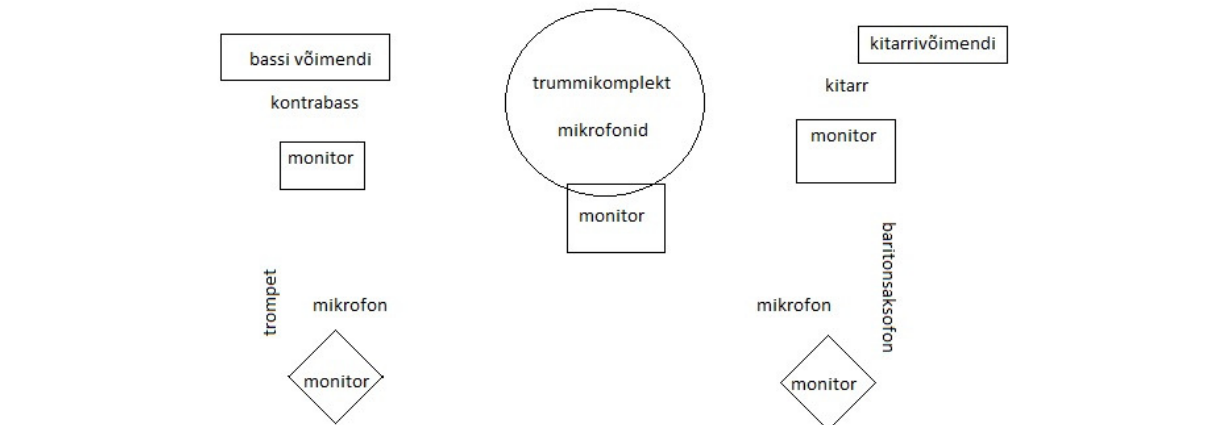 bassi võimendi
kontrabass
monitor
trummikomplekt
mikrofonid
monitor
kitarrivõimendi
kitarr
monitor
trompet
mikrofon
monitor
mikrofon
baritonsaksofon
monitor